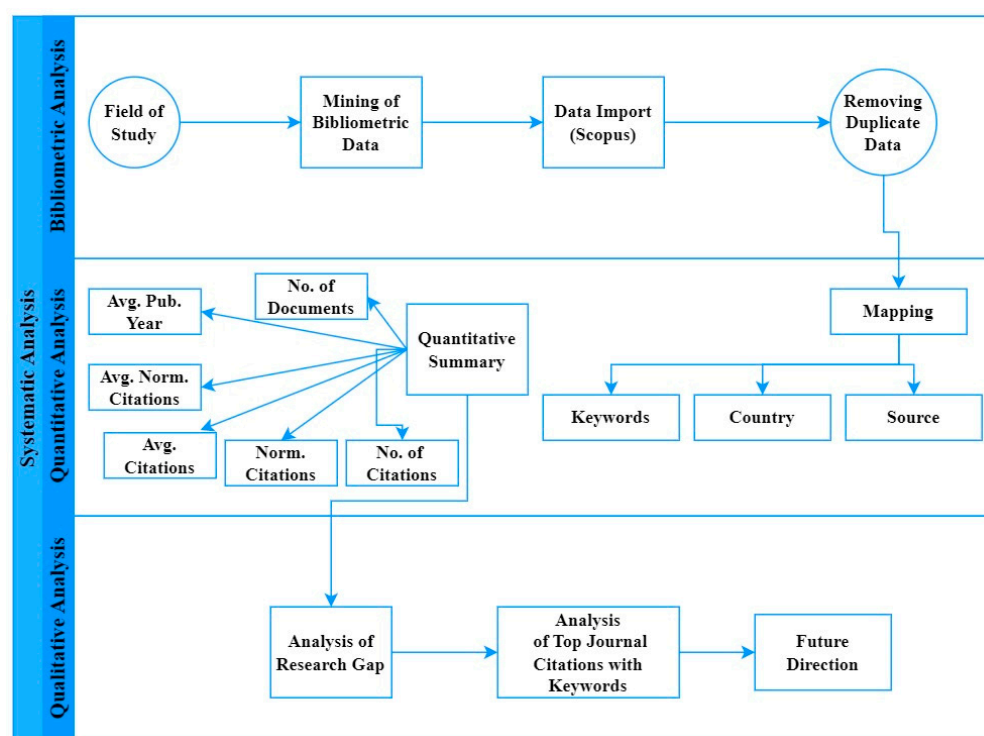 Systematic Analysis
Bibliometric Analysis
Field of
Study
Mining of
Bibliometric
Data
Data Import
(Scopus)
Removing
Duplicate
Data
Quantitative Analysis
Avg. Pub.
Year
No. of
Documents
Avg. Norm.
Citations
Avg.
Citations
Norm.
Citations
No. of
Citations
Quantitative
Summary
Mapping
Keywords
Country
Source
Qualitative Analysis
Analysis of
Research Gap
Analysis
of Top Journal
Citations with
Keywords
Future
Direction